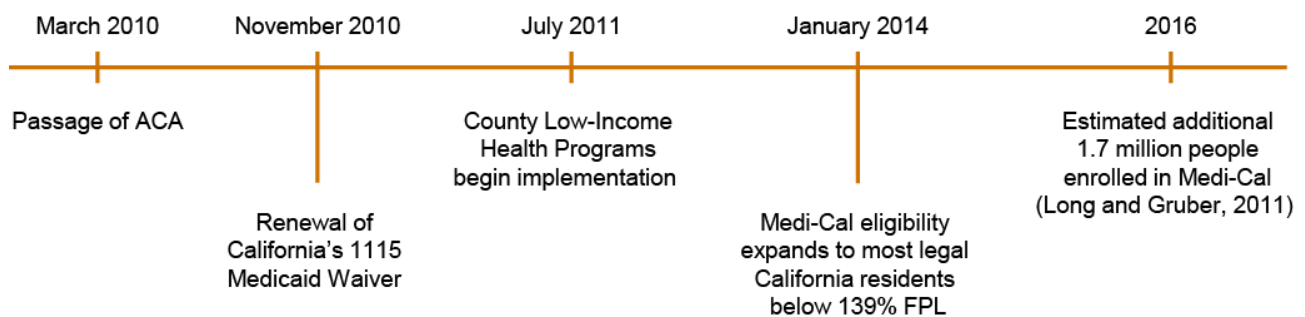 March 2010
November 2010
July 2011
January 2014
2016
Passage of ACA
Renewal of
California's 1115
Medicaid Waiver
County Low-Income
Health Programs
begin implementation
Medi-Cal eligibility
expands to most legal
California residents
below 139% FPL
Estimated additional
1.7 million people
enrolled in Medi-Cal
(Long and Gruber, 2011)